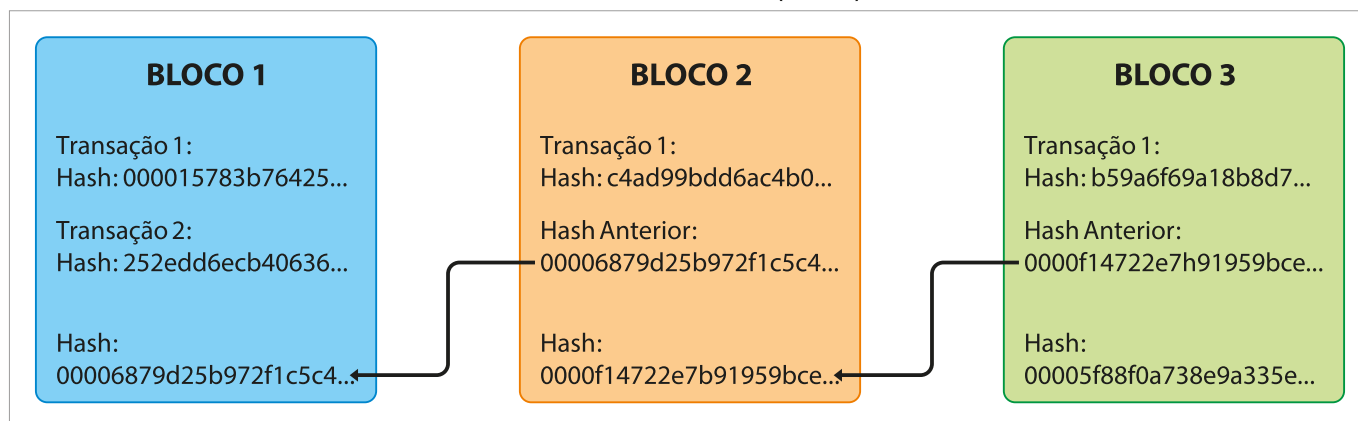 BLOCO 1
Transação 1:
Hash: 000015783b76425...
Transação 2:
Hash: 252edd6ecb40636...
Hash:
00006879d25b972f1c5c4...
BLOCO 2
Transação 1:
Hash: c4ad99bdd6ac4b0...
Hash Anterior:
00006879d25b972f1c5c4...
Hash:
0000f14722e7b91959bce...
BLOCO 3
Transação 1:
Hash: b59a6f69a18b8d7...
Hash Anterior:
0000f14722e7h91959bce...
Hash:
00005f88f0a738e9a335e...